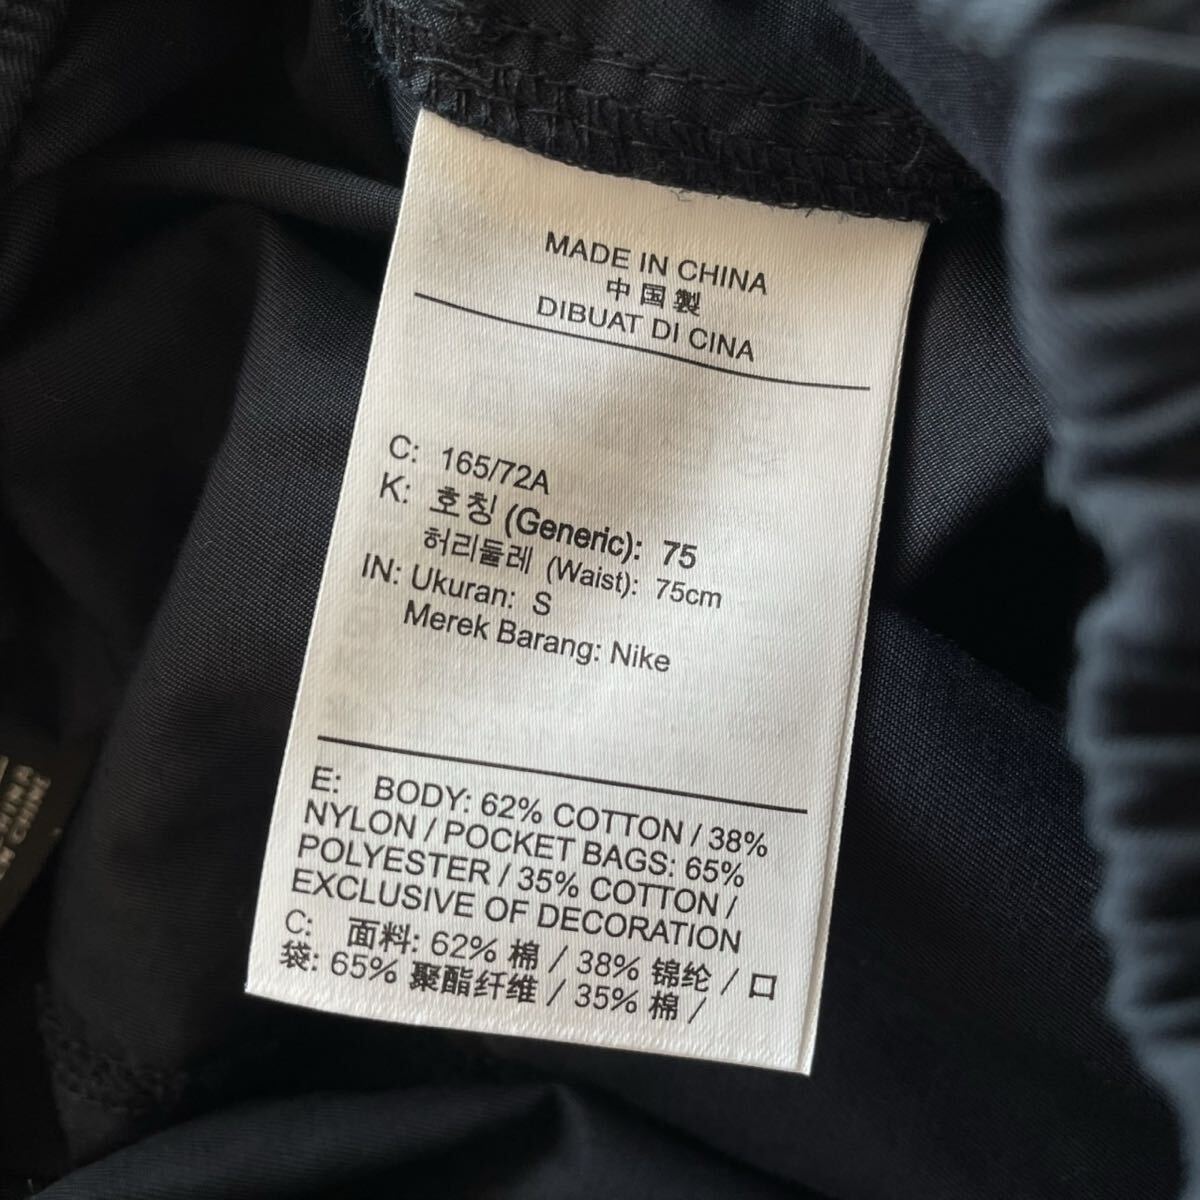 MADE IN CHINA
中国製
DIBUAT DI CINA
C: 165/72A
K: 호칭 (Generic): 75
허리둘레 (Waist): 75cm
IN: Ukuran: S
Merek Barang: Nike
E: BODY: 62% COTTON / 38%
NYLON / POCKET BAGS: 65%
POLYESTER / 35% COTTON /
EXCLUSIVE OF DECORATION
C: 面料: 62% 棉 / 38% 锦纶 / 口
袋: 65% 聚酯纤维 / 35% 棉 /